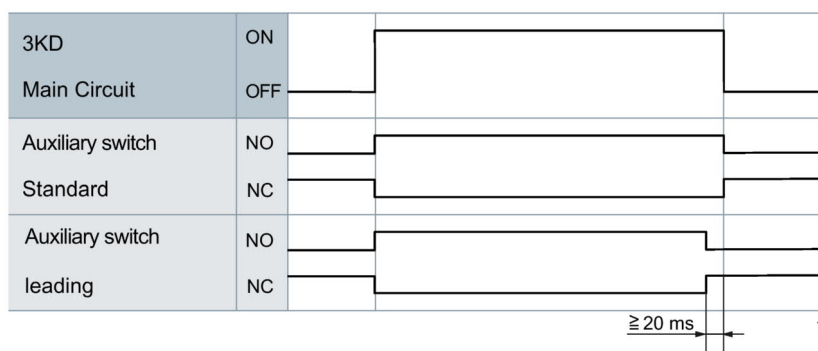 3KD ON
Main Circuit OFF
Auxiliary switch NO
Standard NC
Auxiliary switch NO
leading NC
≧ 20 ms